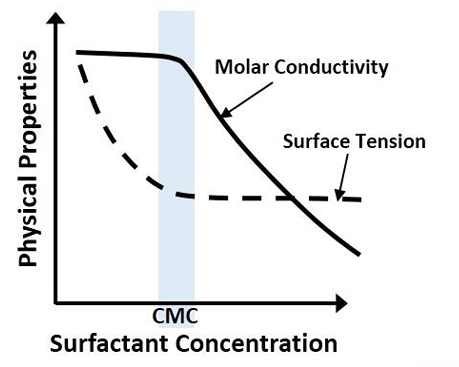 Physical Properties
Molar Conductivity
Surface Tension
CMC
Surfactant Concentration